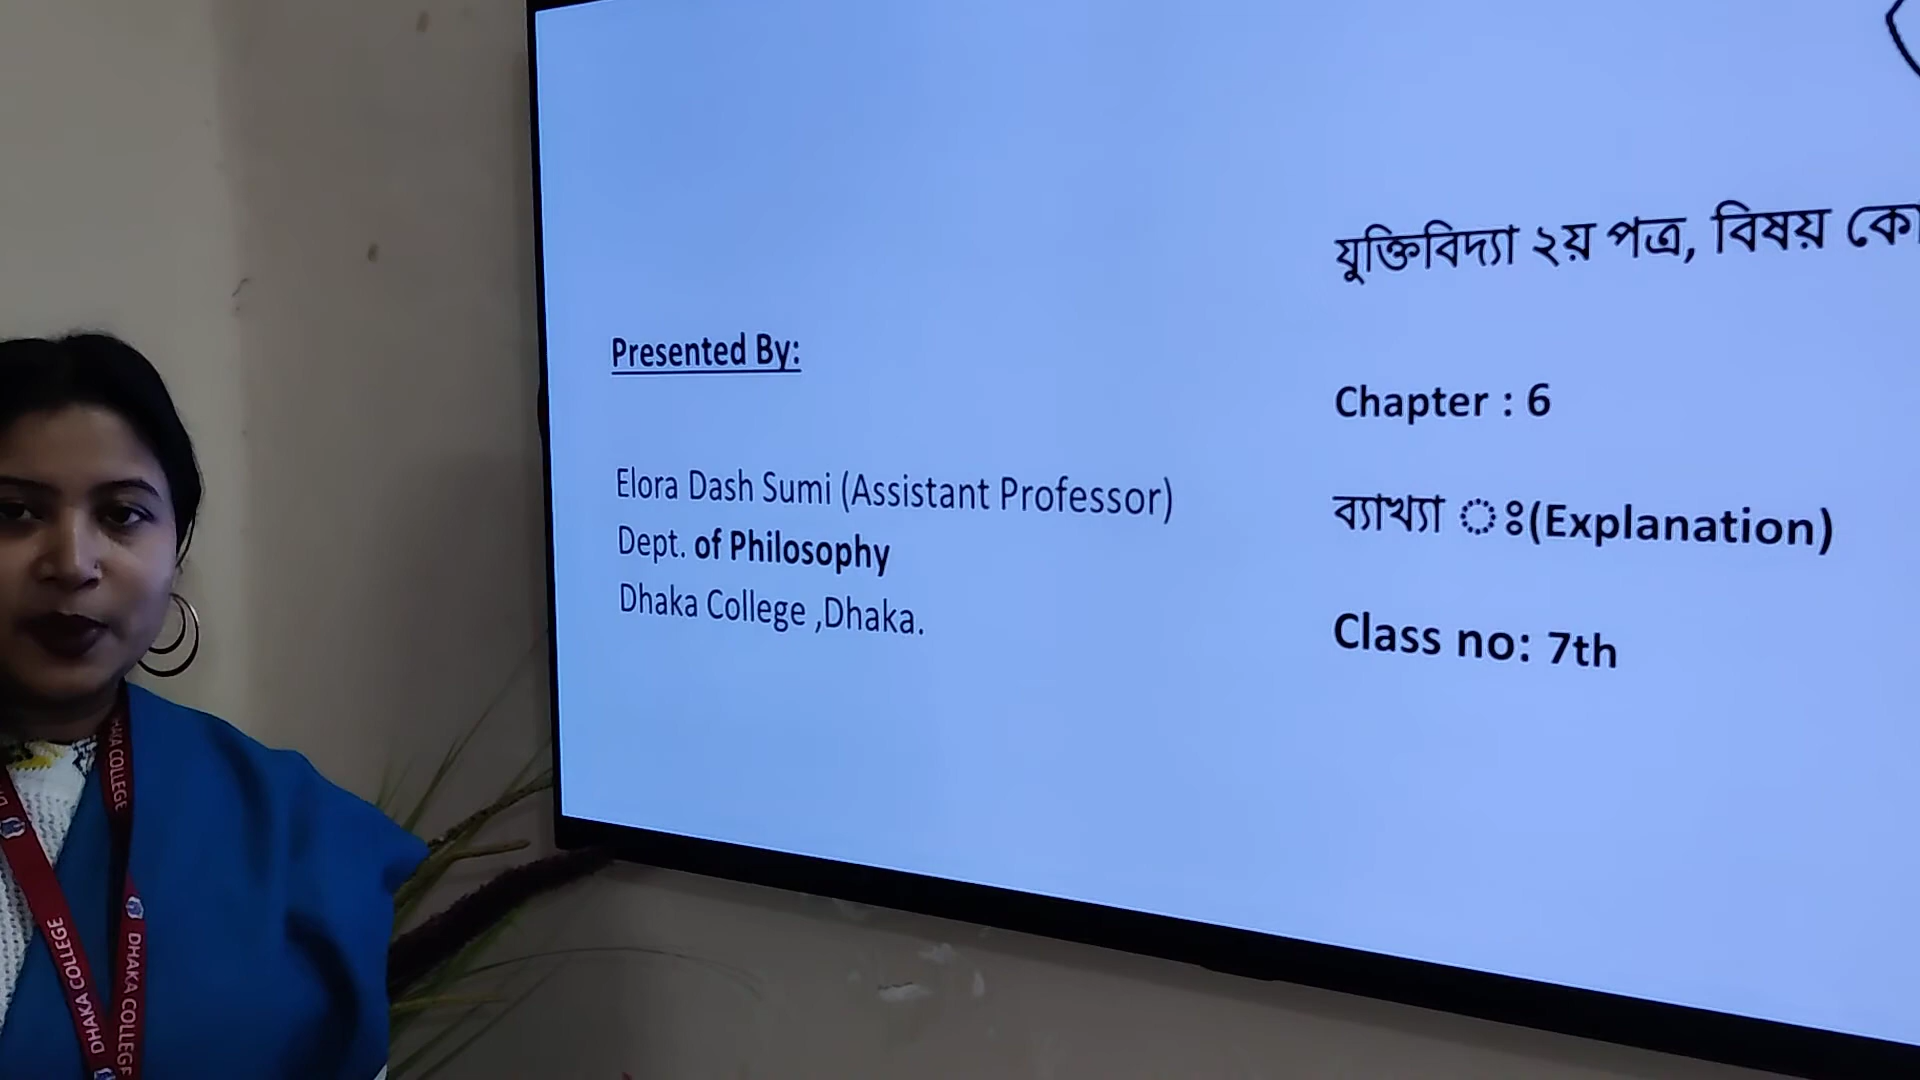 Presented By:
Elora Dash Sumi (Assistant Professor)
Dept. of Philosophy
Dhaka College ,Dhaka.
যুক্তিবিদ্যা ২য় পত্র, বিষয়
Chapter : 6
ব্যাখ্যা ঃ(Explanation)
Class no: 7th
DHAKA COLLEGE
DHAKA COLLEGE